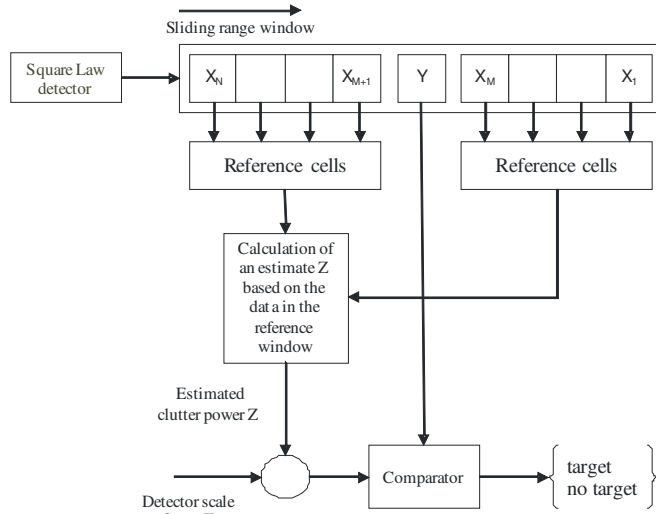 Sliding range window
Square Law
detector
X_N X_{M+1} Y X_M X_1
Reference cells Reference cells
Calculation of
an estimate Z
based on the
data in the
reference
window
Estimated
clutter power Z
Comparator
target
no target
Detector scale